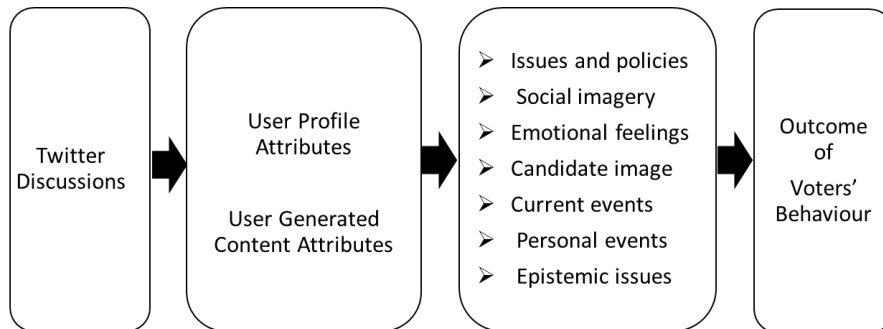 Twitter
Discussions
User Profile
Attributes
User Generated
Content Attributes
Issues and policies
Social imagery
Emotional feelings
Candidate image
Current events
Personal events
Epistemic issues
Outcome
of
Voters’
Behaviour